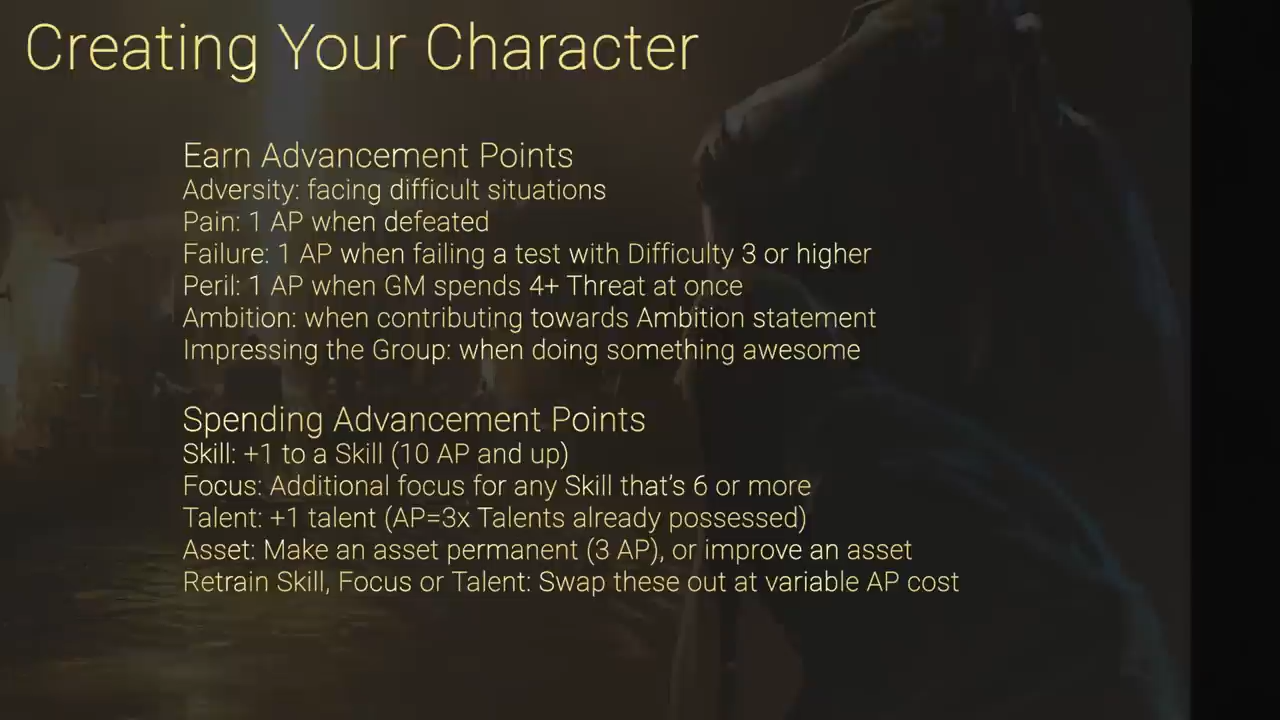 Creating Your Character
Earn Advancement Points
Adversity: facing difficult situations
Pain: 1 AP when defeated
Failure: 1 AP when failing a test with Difficulty 3 or higher
Peril: 1 AP when GM spends 4+ Threat at once
Ambition: when contributing towards Ambition statement
Impressing the Group: when doing something awesome
Spending Advancement Points
Skill: +1 to a Skill (10 AP and up)
Focus: Additional focus for any Skill that’s 6 or more
Talent: +1 talent (AP=3x Talents already possessed)
Asset: Make an asset permanent (3 AP), or improve an asset
Retrain Skill, Focus or Talent: Swap these out at variable AP cost